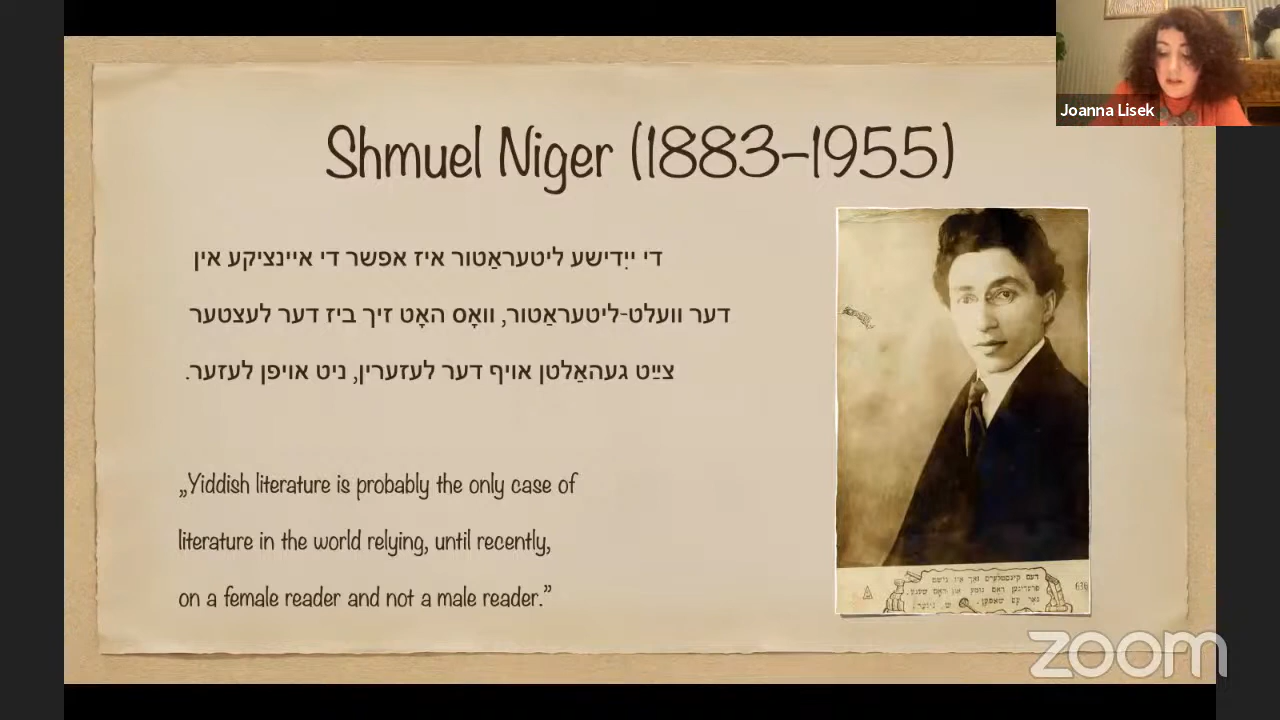 Joanna Lisek
Shmuel Niger (1883–1955)
די ייִדישע ליטעראַטור איז אפשר די איינציקע אין
דער וועלט-ליטעראַטור, וואָס האָט זיך ביז דער לעצטער
צײַט געהאַלטן אויף דער לעזערין, ניט אויפן לעזער.
„Yiddish literature is probably the only case of
literature in the world relying, until recently,
on a female reader and not a male reader.”
636
zoom